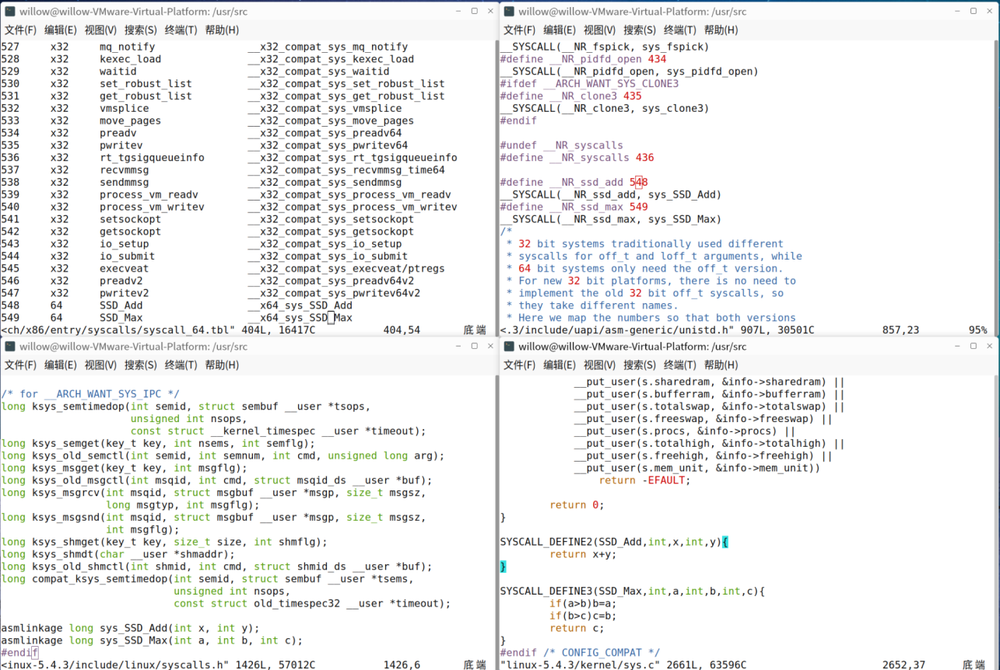 willow@willow-VMware-Virtual-Platform: /usr/src
文件(F) 编辑(E) 视图(V) 搜索(S) 终端(T) 帮助(H)
527 x32 mq_notify __x32_compat_sys_mq_notify
528 x32 kexec_load __x32_compat_sys_kexec_load
529 x32 waitid __x32_compat_sys_waitid
530 x32 set_robust_list __x32_compat_sys_set_robust_list
531 x32 get_robust_list __x32_compat_sys_get_robust_list
532 x32 vmsplice __x32_compat_sys_vmsplice
533 x32 move_pages __x32_compat_sys_move_pages
534 x32 preadv __x32_compat_sys_preadv64
535 x32 pwritev __x32_compat_sys_pwritev64
536 x32 rt_tgsigqueueinfo __x32_compat_sys_rt_tgsigqueueinfo
537 x32 recvmmsg __x32_compat_sys_recvmmsg_time64
538 x32 sendmmsg __x32_compat_sys_sendmmsg
539 x32 process_vm_readv __x32_compat_sys_process_vm_readv
540 x32 process_vm_writev __x32_compat_sys_process_vm_writev
541 x32 setsockopt __x32_compat_sys_setsockopt
542 x32 getsockopt __x32_compat_sys_getsockopt
543 x32 io_setup __x32_compat_sys_io_setup
544 x32 io_submit __x32_compat_sys_io_submit
545 x32 execveat __x32_compat_sys_execveat/ptregs
546 x32 preadv2 __x32_compat_sys_preadv64v2
547 x32 pwritev2 __x32_compat_sys_pwritev64v2
548 64 SSD_Add __x64_sys_SSD_Add
549 64 SSD_Max __x64_sys_SSD_Max
<ch/x86/entry/syscalls/syscall_64.tbl" 404L, 16417C 404,54 底端
willow@willow-VMware-Virtual-Platform: /usr/src
文件(F) 编辑(E) 视图(V) 搜索(S) 终端(T) 帮助(H)
__SYSCALL(__NR_fspick, sys_fspick)
#define __NR_pidfd_open 434
__SYSCALL(__NR_pidfd_open, sys_pidfd_open)
#ifdef __ARCH_WANT_SYS_CLONE3
#define __NR_clone3 435
__SYSCALL(__NR_clone3, sys_clone3)
#endif
#undef __NR_syscalls
#define __NR_syscalls 436
#define __NR_ssd_add 548
__SYSCALL(__NR_ssd_add, sys_SSD_Add)
#define __NR_ssd_max 549
__SYSCALL(__NR_ssd_max, sys_SSD_Max)
/*
* 32 bit systems traditionally used different
* syscalls for off_t and loff_t arguments, while
* 64 bit systems only need the off_t version.
* For new 32 bit platforms, there is no need to
* implement the old 32 bit off_t syscalls, so
* they take different names.
* Here we map the numbers so that both versions
<.3/include/uapi/asm-generic/unistd.h" 907L, 30501C 857,23 95%
willow@willow-VMware-Virtual-Platform: /usr/src
文件(F) 编辑(E) 视图(V) 搜索(S) 终端(T) 帮助(H)
/* for __ARCH_WANT_SYS_IPC */
long ksys_semtimedop(int semid, struct sembuf __user *tsops,
unsigned int nsops,
const struct __kernel_timespec __user *timeout);
long ksys_semget(key_t key, int nsems, int semflg);
long ksys_old_semctl(int semid, int semnum, int cmd, unsigned long arg);
long ksys_msgget(key_t key, int msgflg);
long ksys_old_msgctl(int msqid, int cmd, struct msqid_ds __user *buf);
long ksys_msgrcv(int msqid, struct msgbuf __user *msgp, size_t msgsz,
long msgtyp, int msgflg);
long ksys_msgsnd(int msqid, struct msgbuf __user *msgp, size_t msgsz,
int msgflg);
long ksys_shmget(key_t key, size_t size, int shmflg);
long ksys_shmdt(char __user *shmaddr);
long ksys_old_shmctl(int shmid, int cmd, struct shmid_ds __user *buf);
long compat_ksys_semtimedop(int semid, struct sembuf __user *tsems,
unsigned int nsops,
const struct old_timespec32 __user *timeout);
asmlinkage long sys_SSD_Add(int x, int y);
asmlinkage long sys_SSD_Max(int a, int b, int c);
#endif
<inux-5.4.3/include/linux/syscalls.h" 1426L, 57012C 1426,6 底端
willow@willow-VMware-Virtual-Platform: /usr/src
文件(F) 编辑(E) 视图(V) 搜索(S) 终端(T) 帮助(H)
__put_user(s.sharedram, &info->sharedram) ||
__put_user(s.bufferram, &info->bufferram) ||
__put_user(s.totalswap, &info->totalswap) ||
__put_user(s.freeswap, &info->freeswap) ||
__put_user(s.procs, &info->procs) ||
__put_user(s.totalhigh, &info->totalhigh) ||
__put_user(s.freehigh, &info->freehigh) ||
__put_user(s.mem_unit, &info->mem_unit))
return -EFAULT;
return 0;
}
SYSCALL_DEFINE2(SSD_Add,int,x,int,y){
return x+y;
}
SYSCALL_DEFINE3(SSD_Max,int,a,int,b,int,c){
if(a>b)b=a;
if(b>c)c=b;
return c;
}
#endif /* CONFIG_COMPAT */
"linux-5.4.3/kernel/sys.c" 2661L, 63596C 2652,37 底端